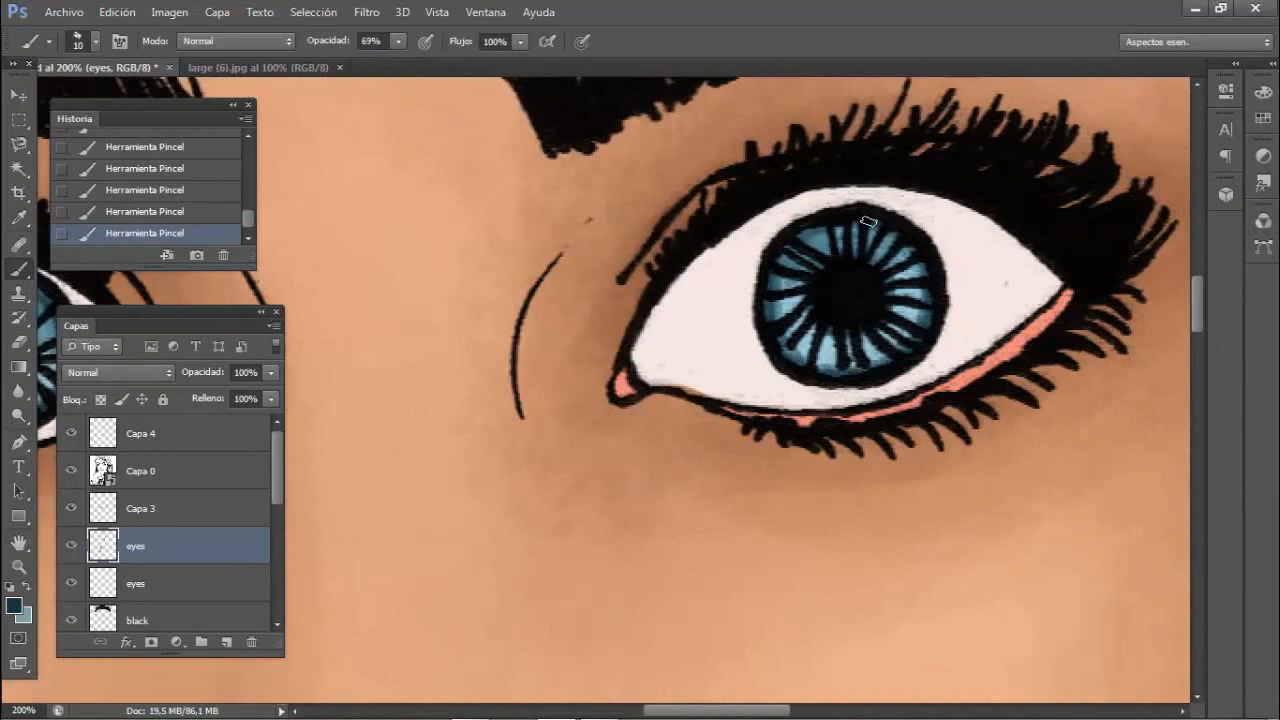 Ps Archivo Edición Imagen Capa Texto Selección Filtro 3D Vista Ventana Ayuda
10 Modo: Normal Opacidad: 69% Flujo: 100% Aspectos esen.
d al 200% (eyes, RGB/8) * × large (6).jpg al 100% (RGB/8) ×
Historia
Herramienta Pincel
Herramienta Pincel
Herramienta Pincel
Herramienta Pincel
Herramienta Pincel
Capas
Tipo
Normal Opacidad: 100%
Bloq.: Relleno: 100%
Capa 4
Capa 0
Capa 3
eyes
eyes
black
fx
200% Doc: 19,5 MB/86,1 MB